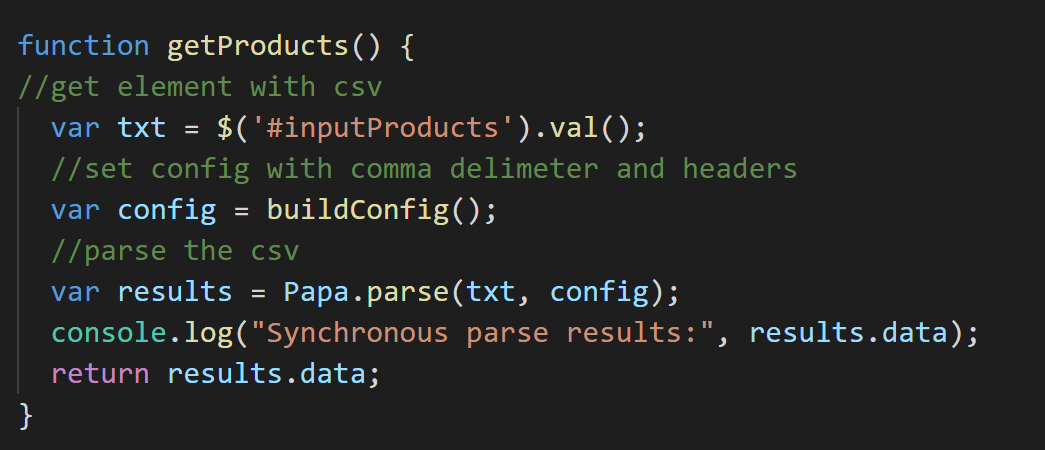 function getProducts() {
//get element with csv
  var txt = $('#inputProducts').val();
  //set config with comma delimeter and headers
  var config = buildConfig();
  //parse the csv
  var results = Papa.parse(txt, config);
  console.log("Synchronous parse results:", results.data);
  return results.data;
}